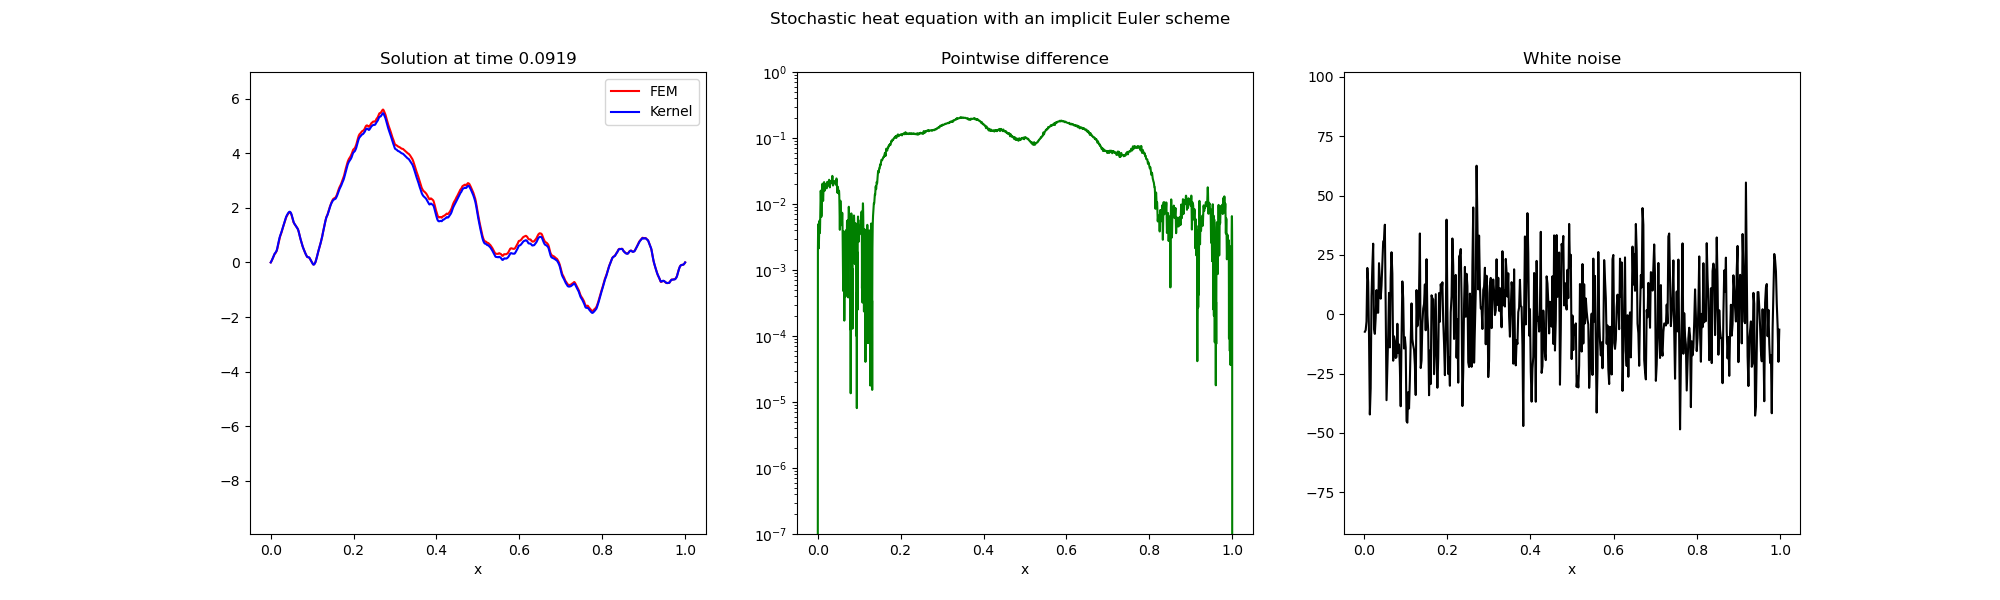 Stochastic heat equation with an implicit Euler scheme
Solution at time 0.0919
FEM
Kernel
6
4
2
0
−2
−4
−6
−8
0.0 0.2 0.4 0.6 0.8 1.0
x
Pointwise difference
10⁰
10⁻¹
10⁻²
10⁻³
10⁻⁴
10⁻⁵
10⁻⁶
10⁻⁷
0.0 0.2 0.4 0.6 0.8 1.0
x
White noise
100
75
50
25
0
−25
−50
−75
0.0 0.2 0.4 0.6 0.8 1.0
x